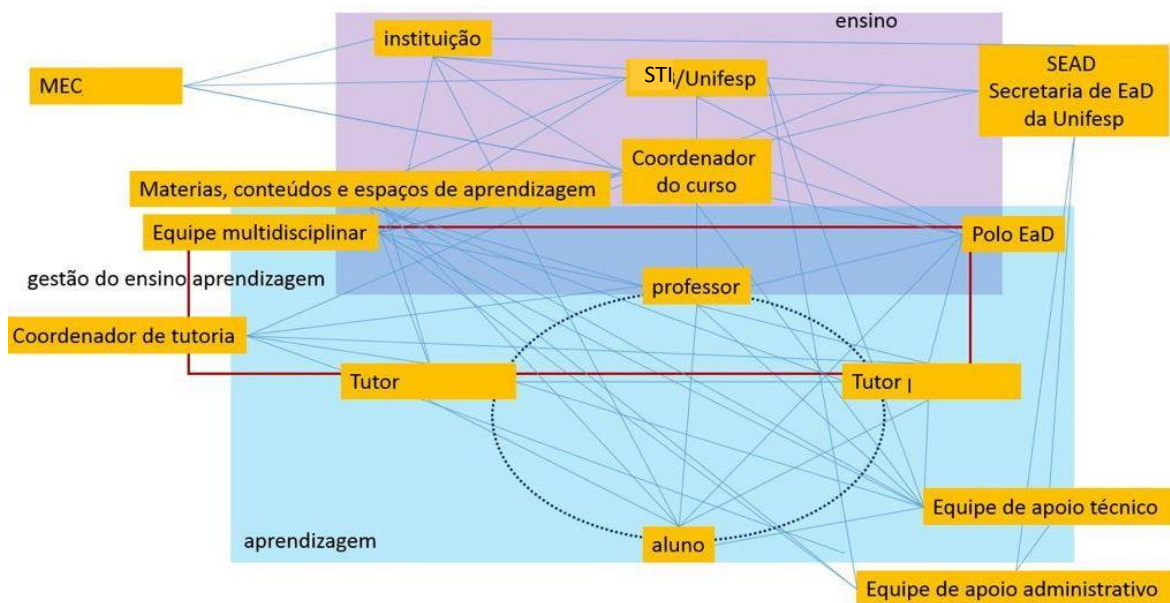 ensino
instituição
MEC
STI/Unifesp
SEAD
Secretaria de EaD
da Unifesp
Coordenador
do curso
Materias, conteúdos e espaços de aprendizagem
Equipe multidisciplinar
Polo EaD
gestão do ensino aprendizagem
professor
Coordenador de tutoria
Tutor
Tutor
Equipe de apoio técnico
aluno
aprendizagem
Equipe de apoio administrativo